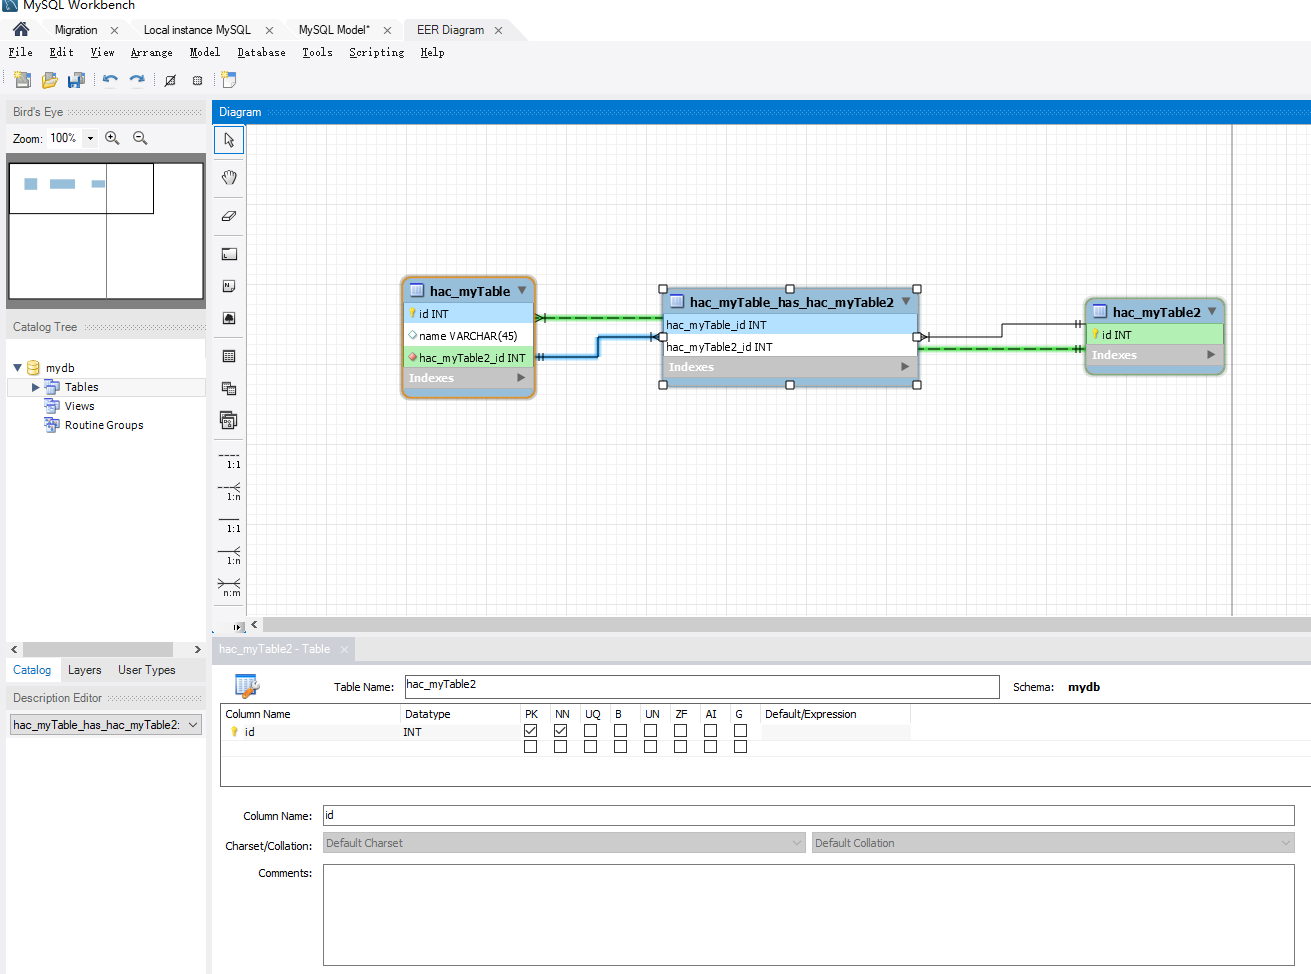 MySQL Workbench
Migration
Local instance MySQL
MySQL Model*
EER Diagram
File Edit View Arrange Model Database Tools Scripting Help
Bird's Eye
Zoom: 100%
Catalog Tree
mydb
Tables
Views
Routine Groups
Catalog Layers User Types
Description Editor
hac_myTable_has_hac_myTable2:
Diagram
1:1
1:n
1:1
1:n
n:m
hac_myTable
id INT
name VARCHAR(45)
hac_myTable2_id INT
Indexes
hac_myTable_has_hac_myTable2
hac_myTable_id INT
hac_myTable2_id INT
Indexes
hac_myTable2
id INT
Indexes
hac_myTable2 - Table
Table Name: hac_myTable2 Schema: mydb
Column Name Datatype PK NN UQ B UN ZF AI G Default/Expression
id INT
Column Name: id
Charset/Collation: Default Charset Default Collation
Comments: